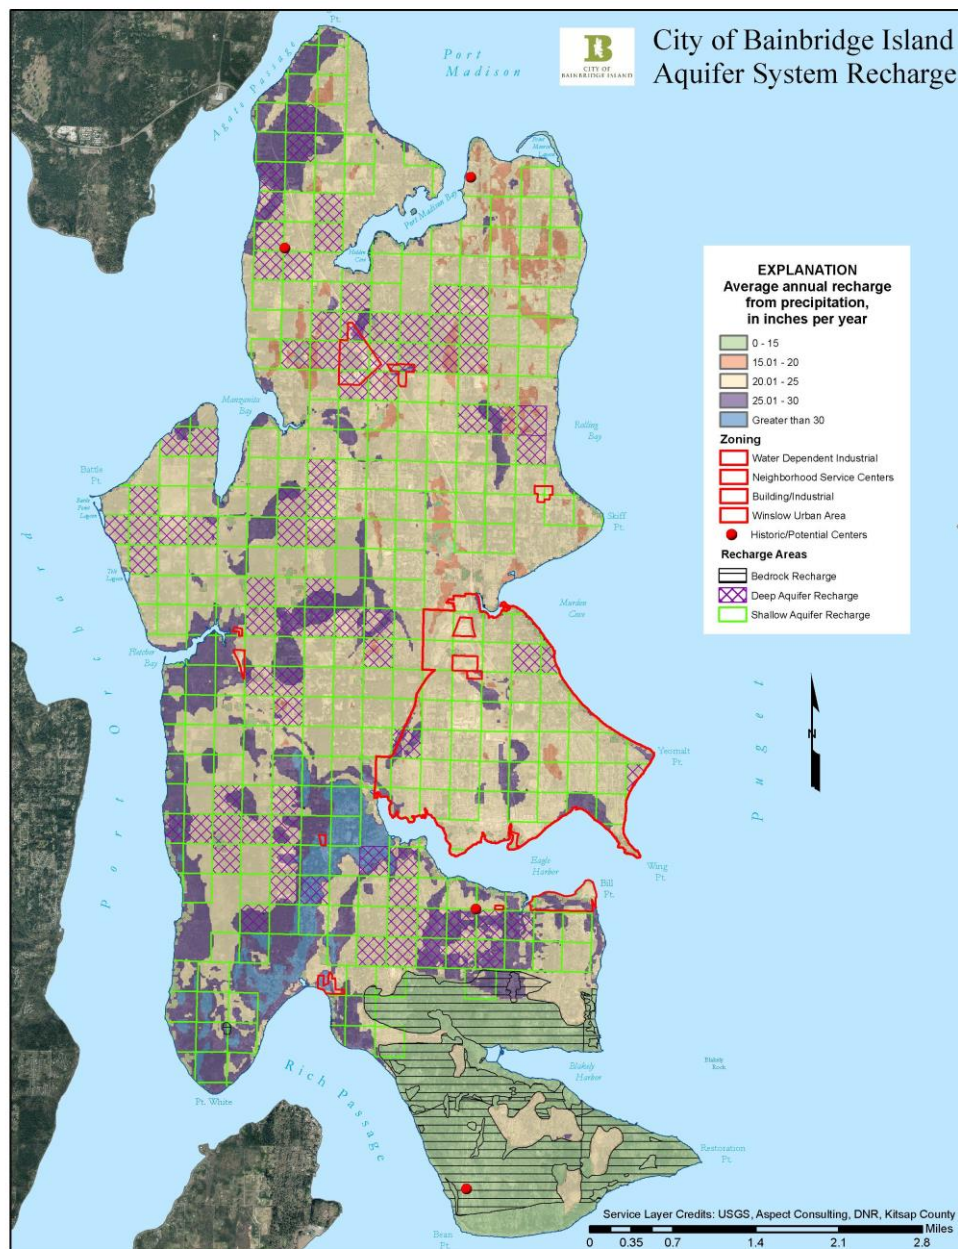 City of Bainbridge Island
Aquifer System Recharge
B
CITY OF
BAINBRIDGE ISLAND
Port
Madison
Pt.
Agate Passage
Port Madison Bay
Hidden
Cove
Manzanita
Bay
Rolling
Bay
Battle
Pt.
Skiff
Pt.
Murden
Cove
Fletcher
Bay
Port Orchard
Puget
Yeomalt
Pt.
Eagle
Harbor
Wing
Pt.
Bill
Pt.
Blakely
Harbor
Blakely
Rock
Pt. White
Rich Passage
Restoration
Pt.
Bean Pt.
EXPLANATION
Average annual recharge
from precipitation,
in inches per year
0 - 15
15.01 - 20
20.01 - 25
25.01 - 30
Greater than 30
Zoning
Water Dependent Industrial
Neighborhood Service Centers
Building/Industrial
Winslow Urban Area
Historic/Potential Centers
Recharge Areas
Bedrock Recharge
Deep Aquifer Recharge
Shallow Aquifer Recharge
N
Service Layer Credits: USGS, Aspect Consulting, DNR, Kitsap County
Miles
0 0.35 0.7 1.4 2.1 2.8